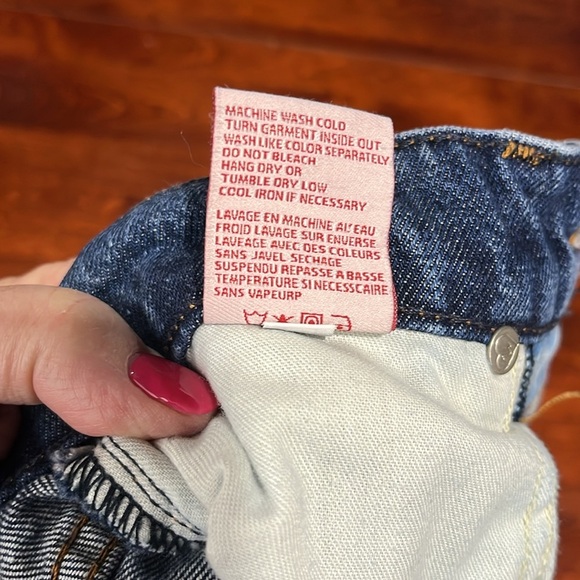 MACHINE WASH COLD
TURN GARMENT INSIDE OUT
WASH LIKE COLOR SEPARATELY
DO NOT BLEACH
HANG DRY OR
TUMBLE DRY LOW
COOL IRON IF NECESSARY
LAVAGE EN MACHINE AL'EAU
FROID LAVAGE SUR ENVERSE
LAVEAGE AVEC DES COULEURS
SANS JAVEL SECHAGE
SUSPENDU REPASSE A BASSE
TEMPERATURE SI NECESSCAIRE
SANS VAPEURP